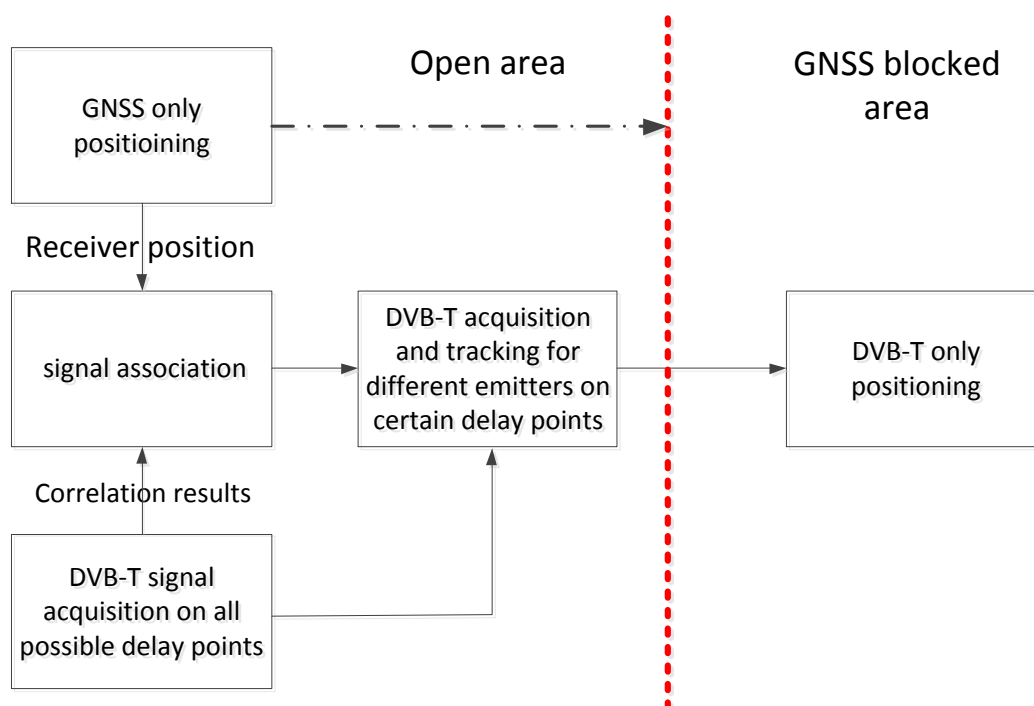 GNSS only
positioining
Open area
GNSS blocked
area
Receiver position
signal association
DVB-T acquisition
and tracking for
different emitters on
certain delay points
DVB-T only
positioning
Correlation results
DVB-T signal
acquisition on all
possible delay points